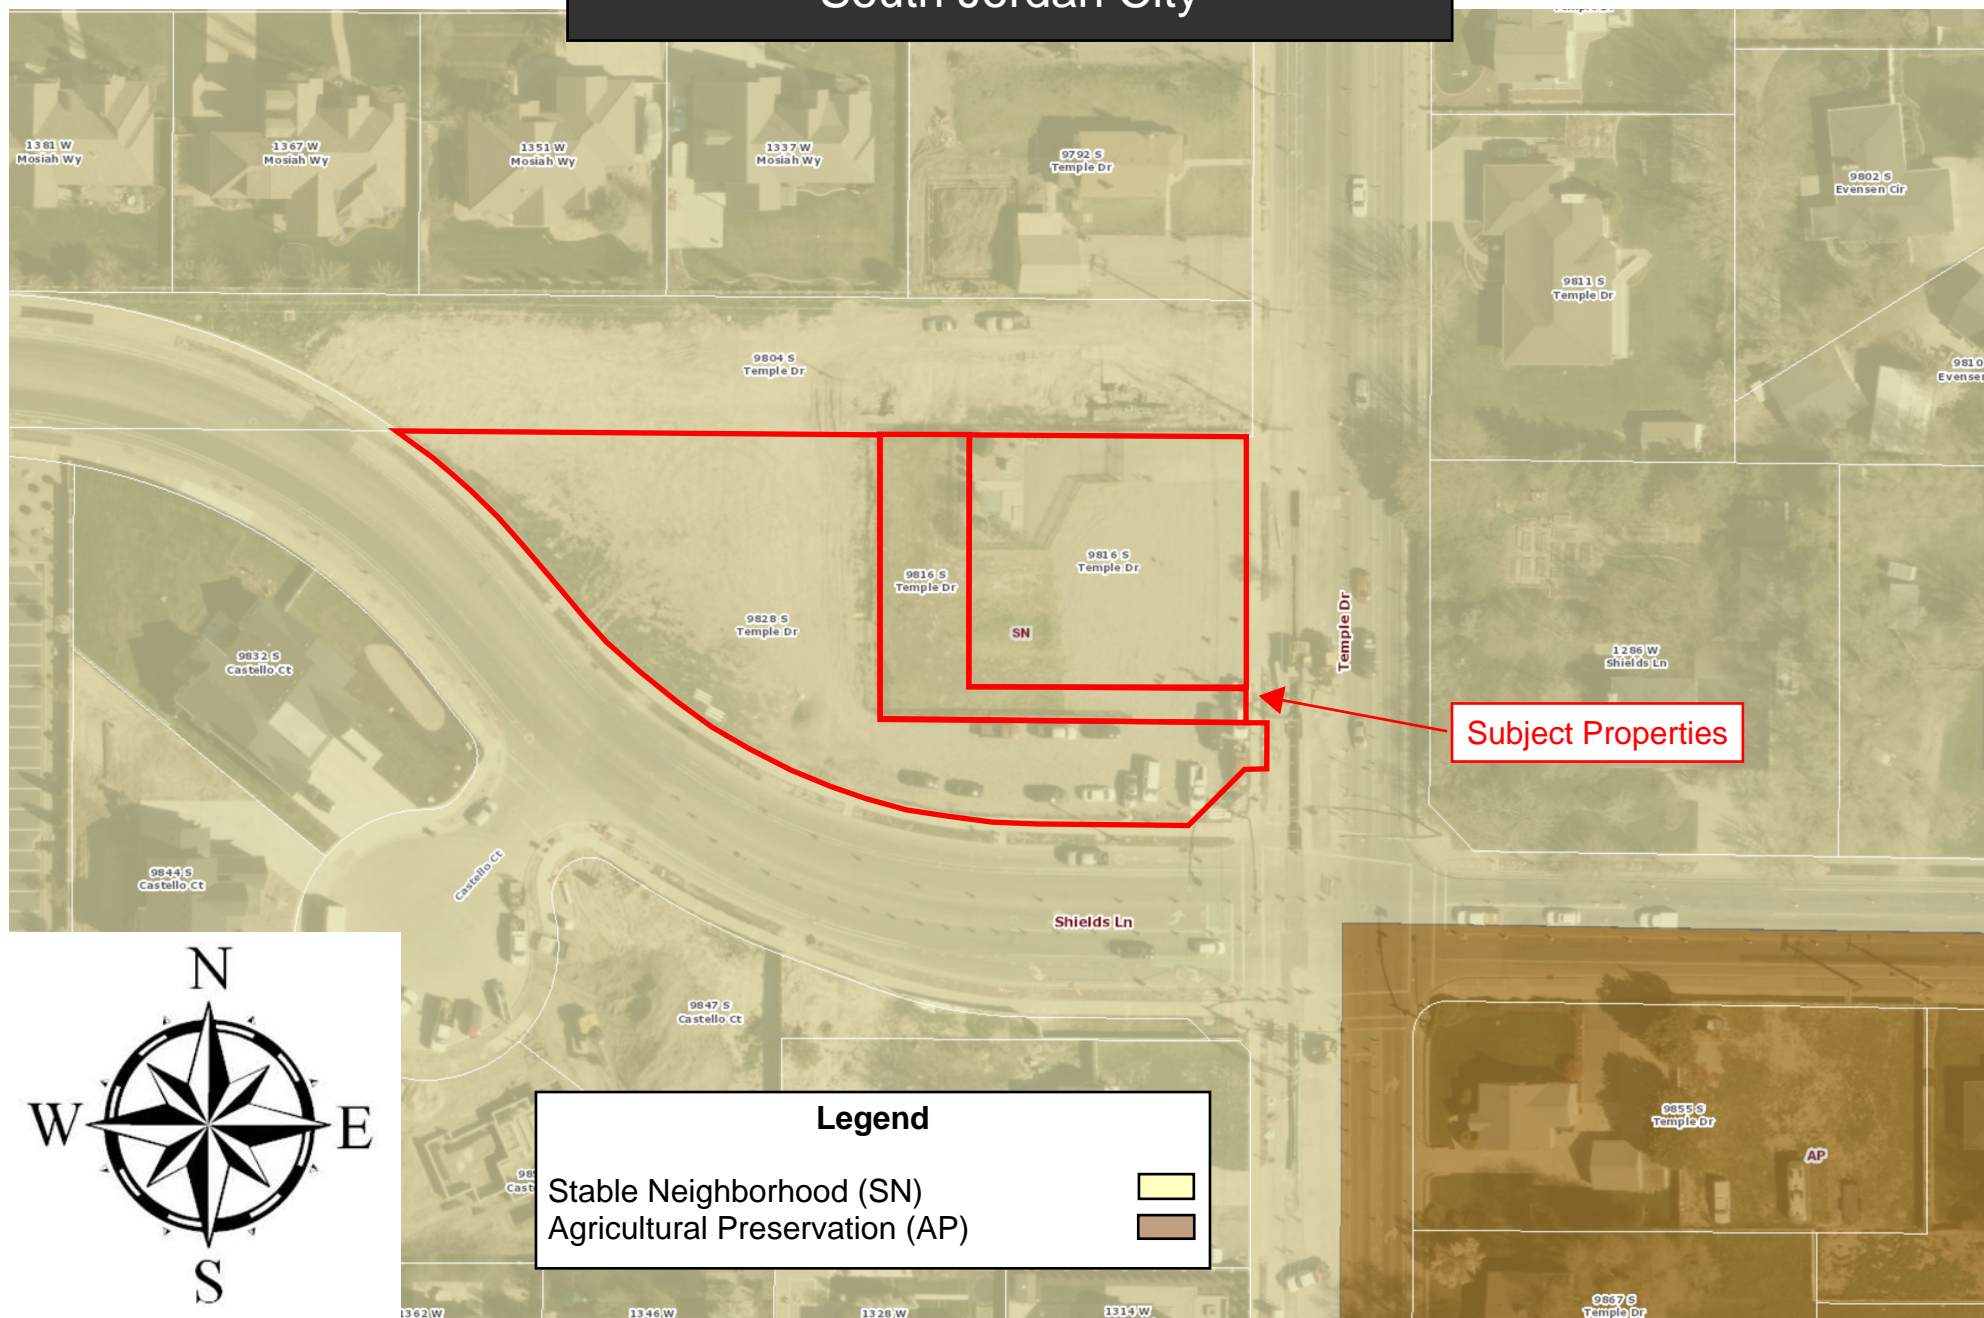 South Jordan City
1381 W
Mosiah Wy
1367 W
Mosiah Wy
1351 W
Mosiah Wy
1337 W
Mosiah Wy
9792 S
Temple Dr
9802 S
Evensen Cir
9811 S
Temple Dr
9804 S
Temple Dr
9810
9816 S
Temple Dr
9816 S
Temple Dr
SN
9828 S
Temple Dr
Temple Dr
9832 S
Castello Ct
1286 W
Shields Ln
Subject Properties
9844 S
Castello Ct
Castello Ct
Shields Ln
9847 S
Castello Ct
N
W
E
S
Legend
Stable Neighborhood (SN)
Agricultural Preservation (AP)
9855 S
Temple Dr
AP
1362 W
1346 W
1328 W
1314 W
9867 S
Temple Dr